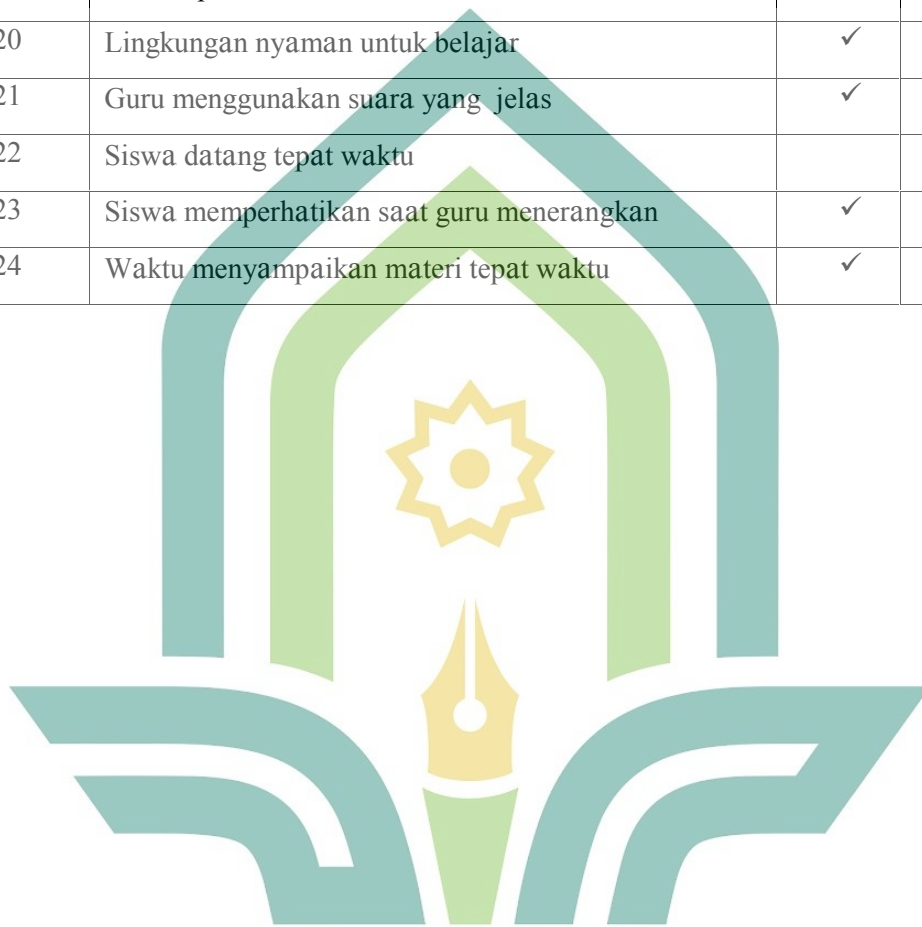 20 Lingkungan nyaman untuk belajar ✓
21 Guru menggunakan suara yang jelas ✓
22 Siswa datang tepat waktu
23 Siswa memperhatikan saat guru menerangkan ✓
24 Waktu menyampaikan materi tepat waktu ✓